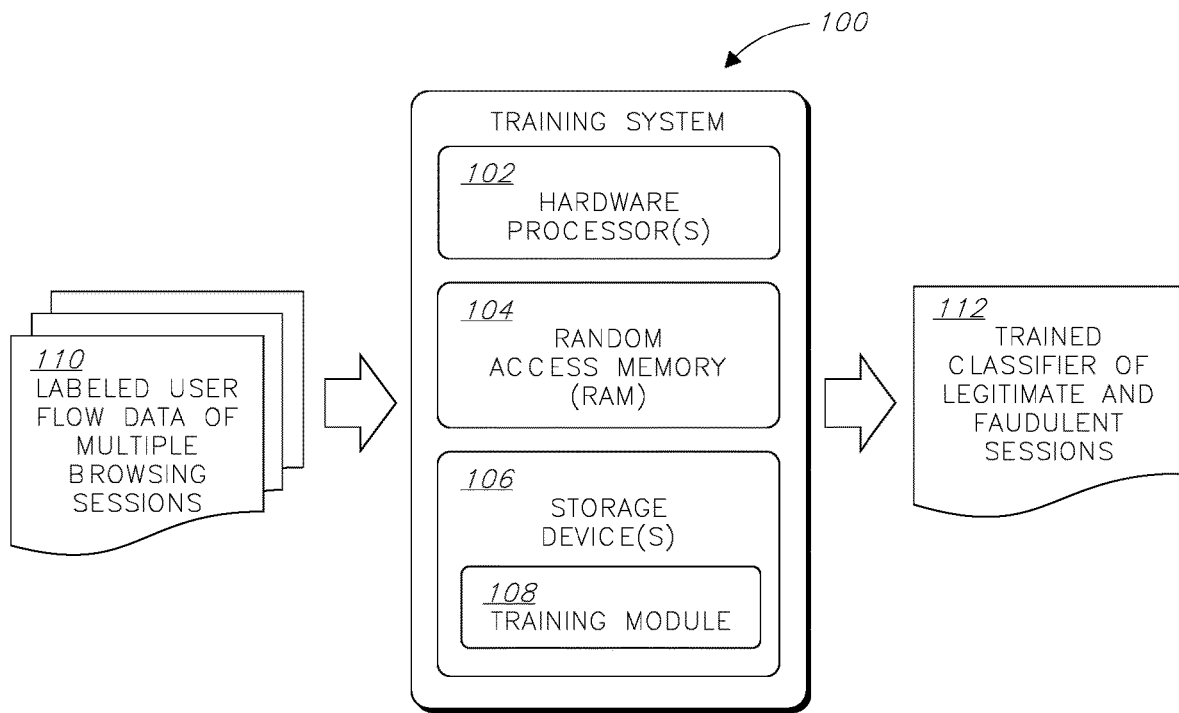 100
TRAINING SYSTEM
102
HARDWARE
PROCESSOR(S)
104
RANDOM
ACCESS MEMORY
(RAM)
106
STORAGE
DEVICE(S)
108
TRAINING MODULE
110
LABELED USER
FLOW DATA OF
MULTIPLE
BROWSING
SESSIONS
112
TRAINED
CLASSIFIER OF
LEGITIMATE AND
FAUDULENT
SESSIONS